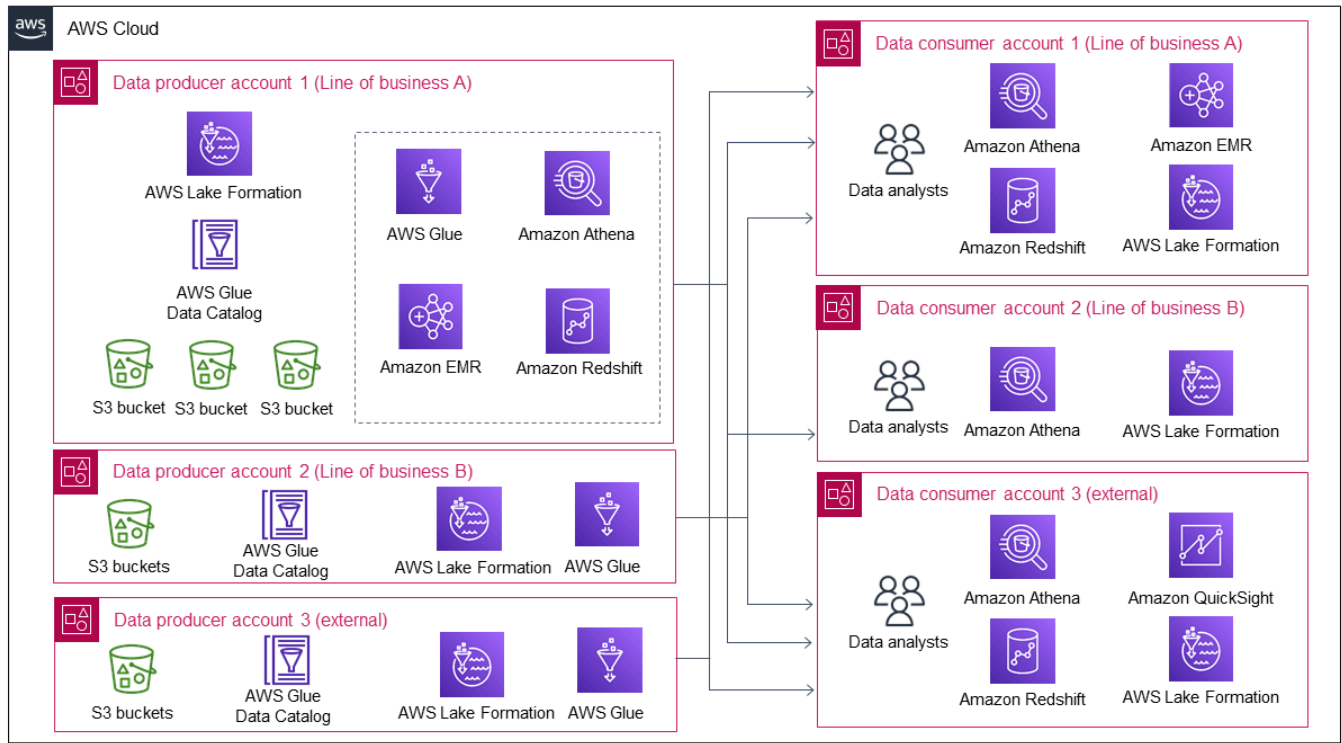 aws
AWS Cloud
Data producer account 1 (Line of business A)
AWS Lake Formation
AWS Glue
Data Catalog
S3 bucket
S3 bucket
S3 bucket
AWS Glue
Amazon Athena
Amazon EMR
Amazon Redshift
Data producer account 2 (Line of business B)
S3 buckets
AWS Glue
Data Catalog
AWS Lake Formation
AWS Glue
Data producer account 3 (external)
S3 buckets
AWS Glue
Data Catalog
AWS Lake Formation
AWS Glue
Data consumer account 1 (Line of business A)
Data analysts
Amazon Athena
Amazon EMR
Amazon Redshift
AWS Lake Formation
Data consumer account 2 (Line of business B)
Data analysts
Amazon Athena
AWS Lake Formation
Data consumer account 3 (external)
Data analysts
Amazon Athena
Amazon QuickSight
Amazon Redshift
AWS Lake Formation